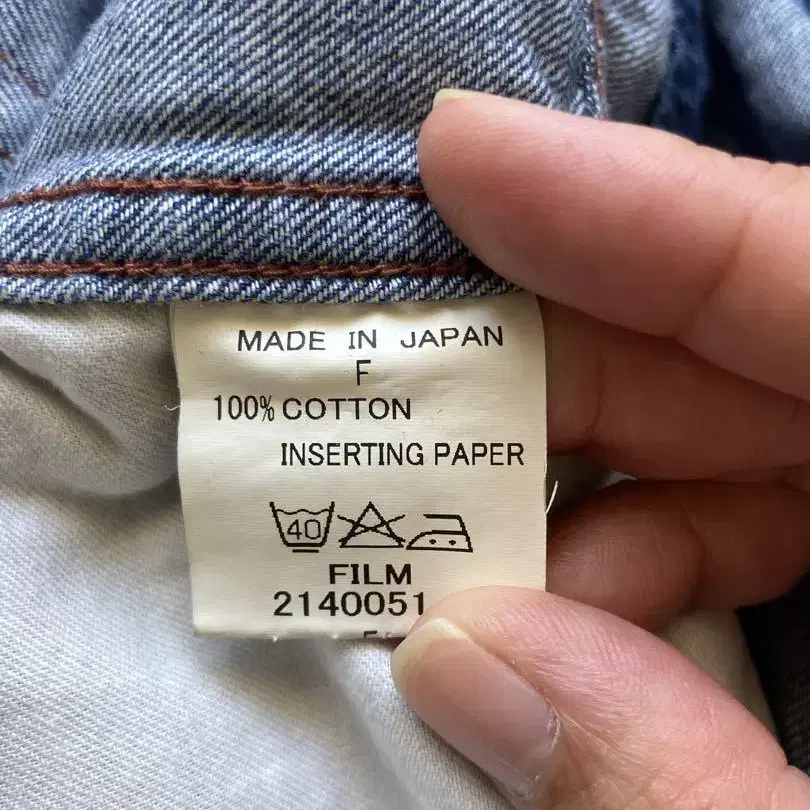 MADE IN JAPAN
F
100% COTTON
INSERTING PAPER
40
FILM
2140051